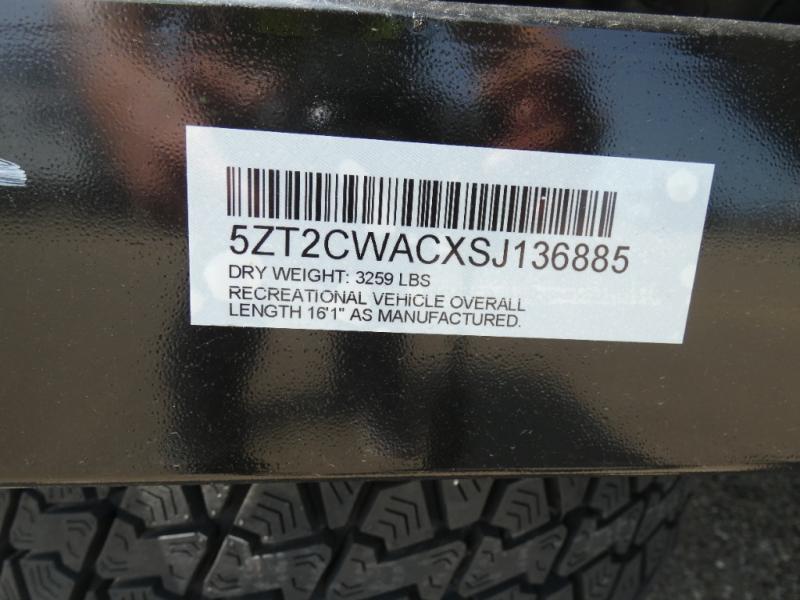 5ZT2CWACXSJ136885
DRY WEIGHT: 3259 LBS
RECREATIONAL VEHICLE OVERALL
LENGTH 16'1" AS MANUFACTURED.